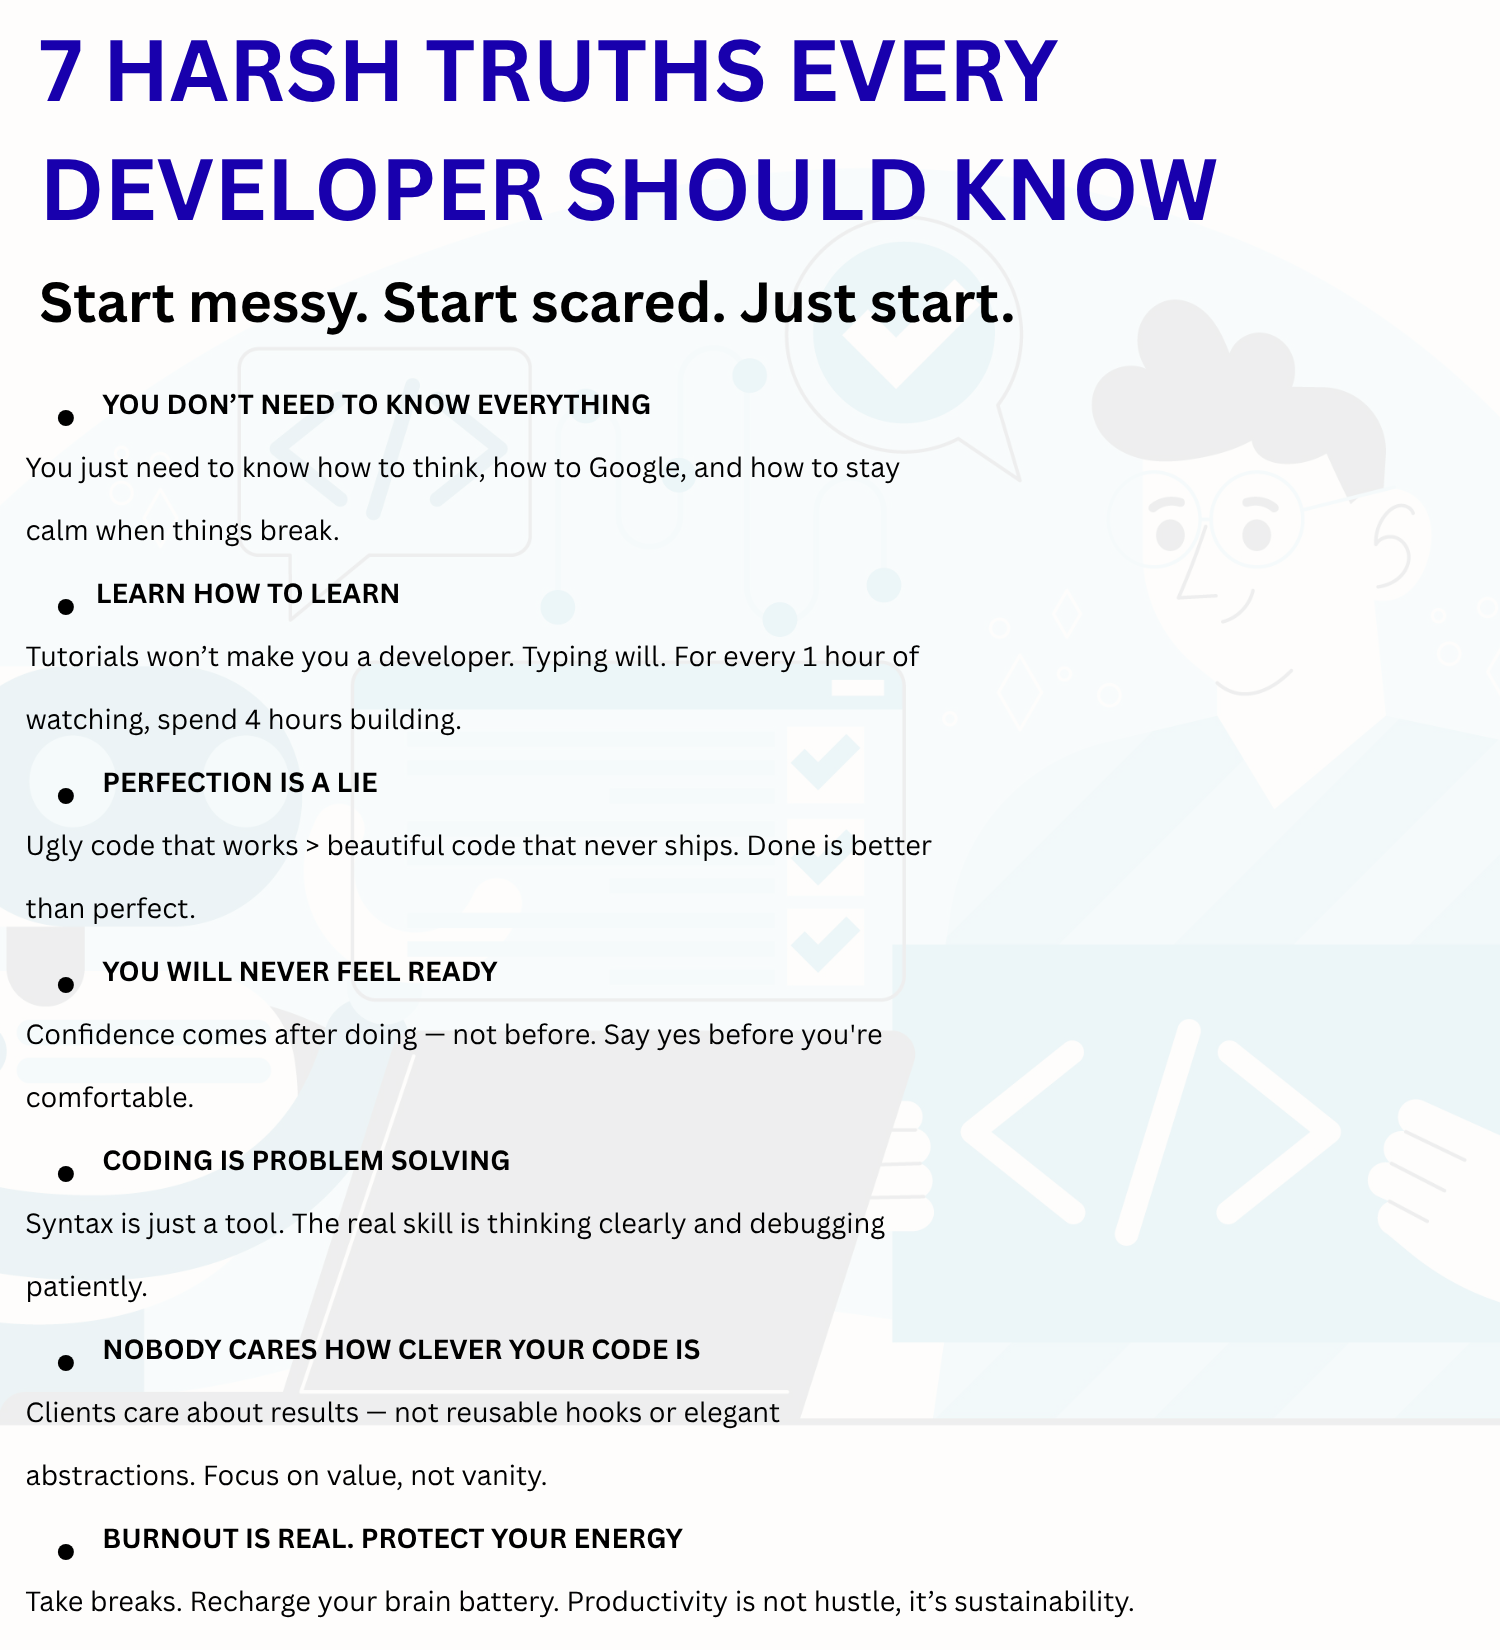 7 HARSH TRUTHS EVERY
DEVELOPER SHOULD KNOW
Start messy. Start scared. Just start.
• YOU DON’T NEED TO KNOW EVERYTHING
You just need to know how to think, how to Google, and how to stay
calm when things break.
• LEARN HOW TO LEARN
Tutorials won’t make you a developer. Typing will. For every 1 hour of
watching, spend 4 hours building.
• PERFECTION IS A LIE
Ugly code that works > beautiful code that never ships. Done is better
than perfect.
• YOU WILL NEVER FEEL READY
Confidence comes after doing — not before. Say yes before you're
comfortable.
• CODING IS PROBLEM SOLVING
Syntax is just a tool. The real skill is thinking clearly and debugging
patiently.
• NOBODY CARES HOW CLEVER YOUR CODE IS
Clients care about results — not reusable hooks or elegant
abstractions. Focus on value, not vanity.
• BURNOUT IS REAL. PROTECT YOUR ENERGY
Take breaks. Recharge your brain battery. Productivity is not hustle, it’s sustainability.